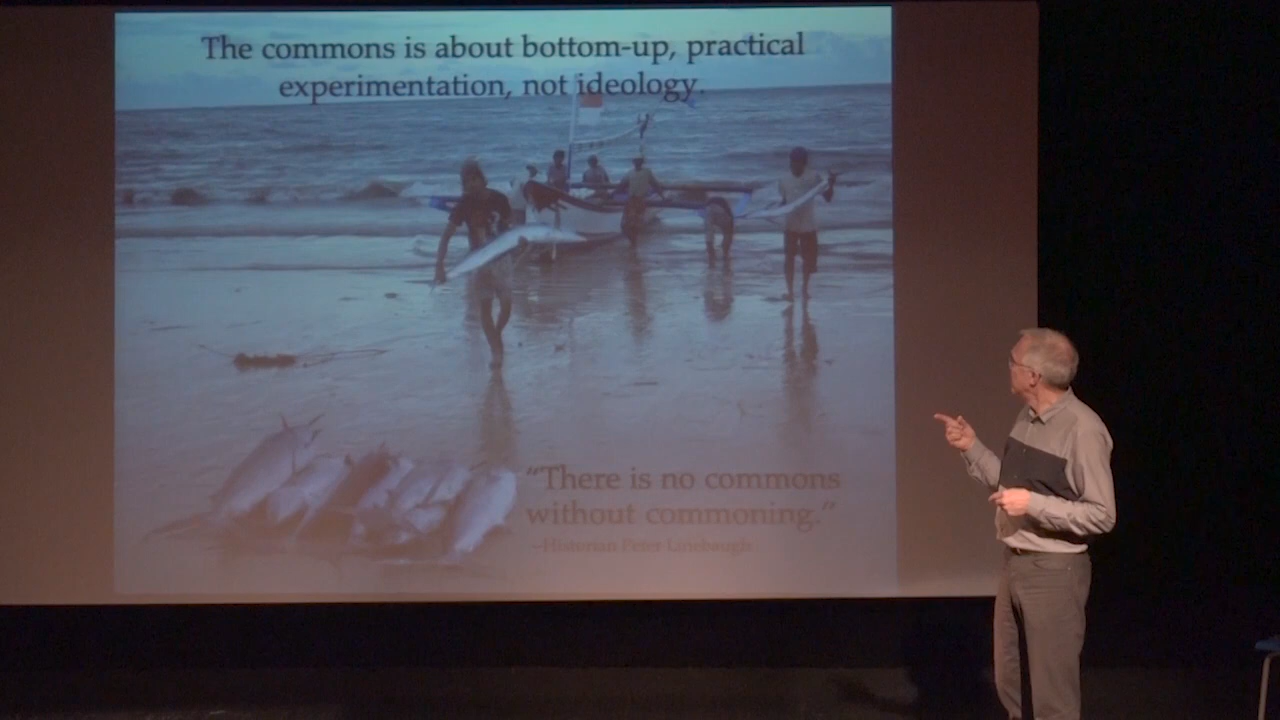 The commons is about bottom-up, practical
experimentation, not ideology.
“There is no commons
without commoning.”
—Historian Peter Linebaugh